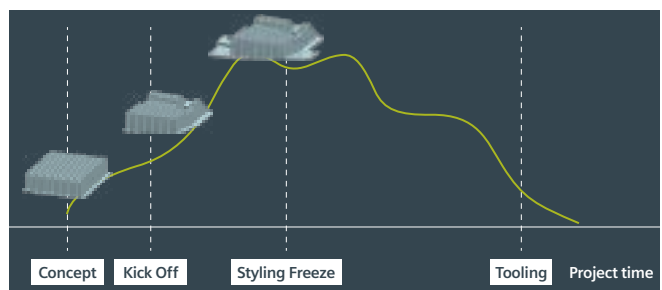 Concept
Kick Off
Styling Freeze
Tooling
Project time